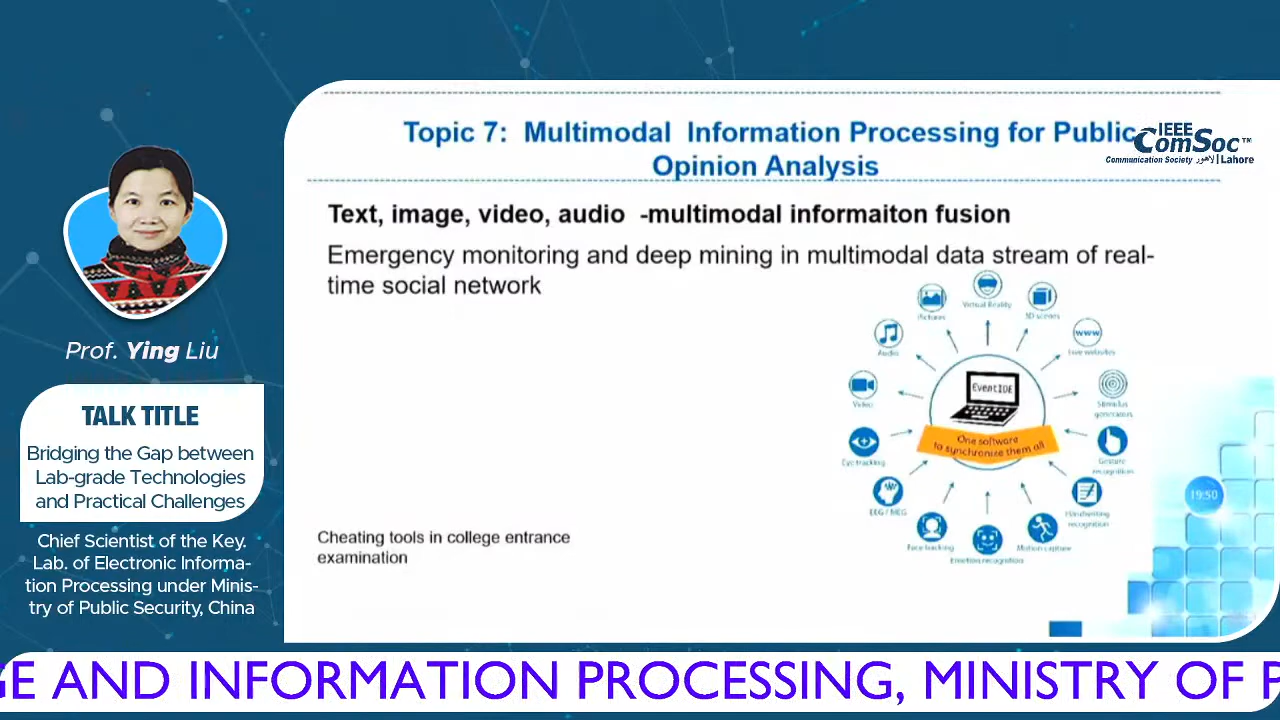 Topic 7: Multimodal Information Processing for Public
Opinion Analysis
IEEE
ComSoc™
Communication Society لاهور | Lahore
Text, image, video, audio -multimodal informaiton fusion
Emergency monitoring and deep mining in multimodal data stream of real-
time social network
Prof. Ying Liu
TALK TITLE
Bridging the Gap between
Lab-grade Technologies
and Practical Challenges
Chief Scientist of the Key.
Lab. of Electronic Informa-
tion Processing under Minis-
try of Public Security, China
Virtual Reality
Pictures
3D scenes
Audio
www
Live websites
Video
EventIDE
Stimulus
generators
One software
to synchronize them all
Eye tracking
Gesture
recognition
EEG / MEG
Handwriting
recognition
Face tracking
Motion capture
Emotion recognition
19:50
Cheating tools in college entrance
examination
GE AND INFORMATION PROCESSING, MINISTRY OF P